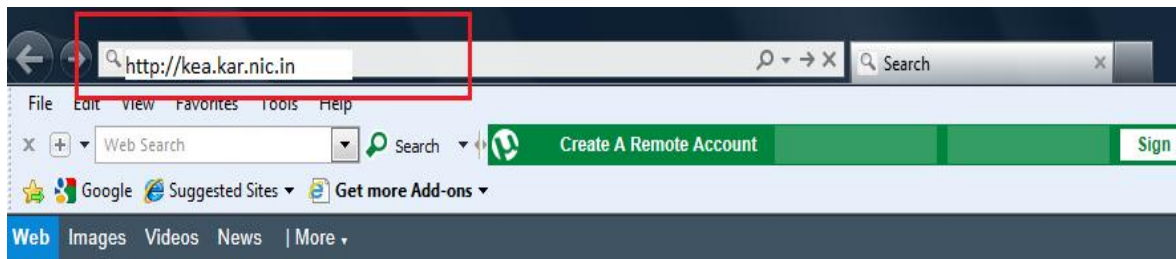 http://kea.kar.nic.in Search
File Edit View Favorites Tools Help
Web Search Search Create A Remote Account Sign
Google Suggested Sites Get more Add-ons
Web Images Videos News | More